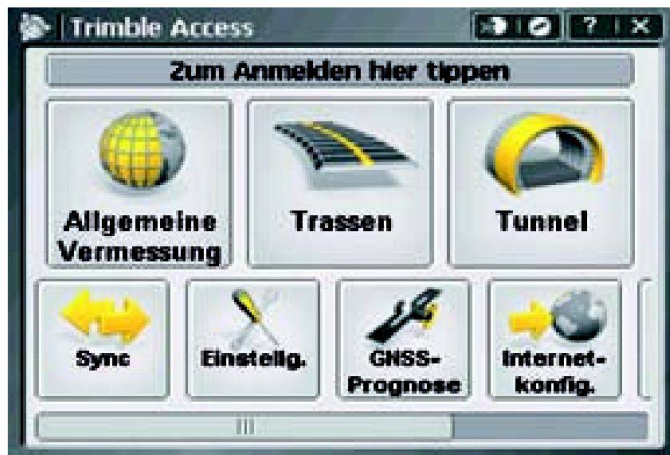 Trimble Access
? X
Zum Anmelden hier tippen
Allgemeine
Vermessung
Trassen
Tunnel
Sync
Einstellg.
GNSS-
Prognose
Internet-
konfig.